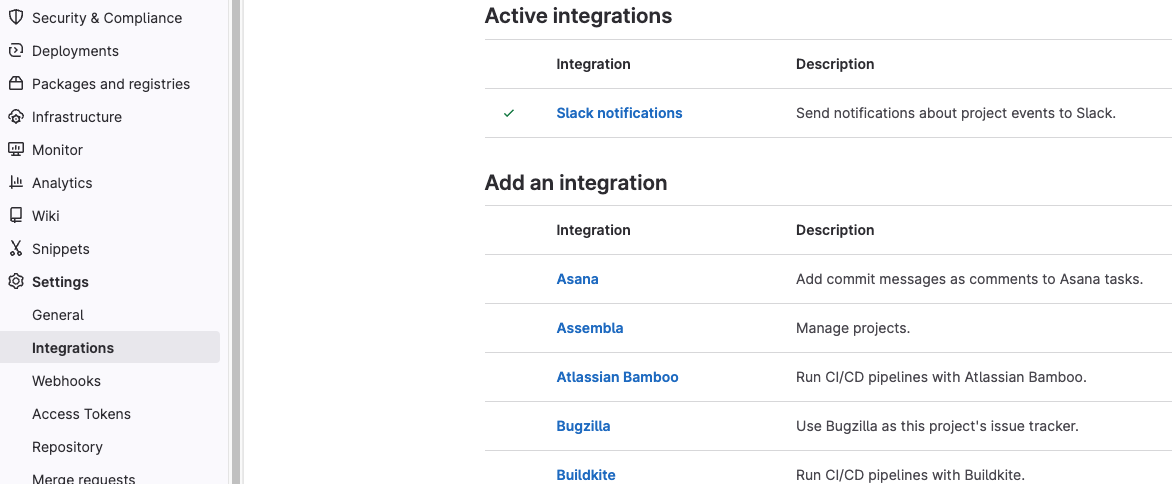 Security & Compliance
Deployments
Packages and registries
Infrastructure
Monitor
Analytics
Wiki
Snippets
Settings
General
Integrations
Webhooks
Access Tokens
Repository
Merge requests
Active integrations
Integration Description
Slack notifications Send notifications about project events to Slack.
Add an integration
Integration Description
Asana Add commit messages as comments to Asana tasks.
Assembla Manage projects.
Atlassian Bamboo Run CI/CD pipelines with Atlassian Bamboo.
Bugzilla Use Bugzilla as this project's issue tracker.
Buildkite Run CI/CD pipelines with Buildkite.